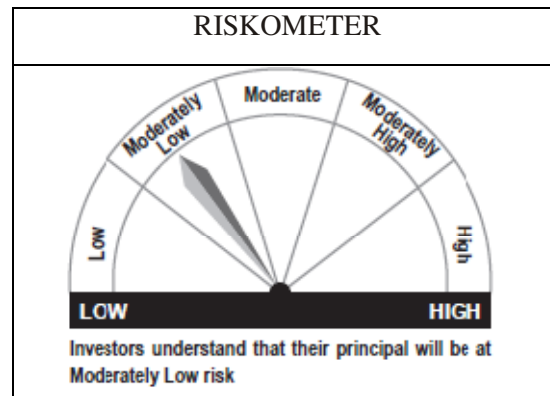 RISKOMETER
Moderate
Moderately
Low
Moderately
High
Low
High
LOW
HIGH
Investors understand that their principal will be at
Moderately Low risk